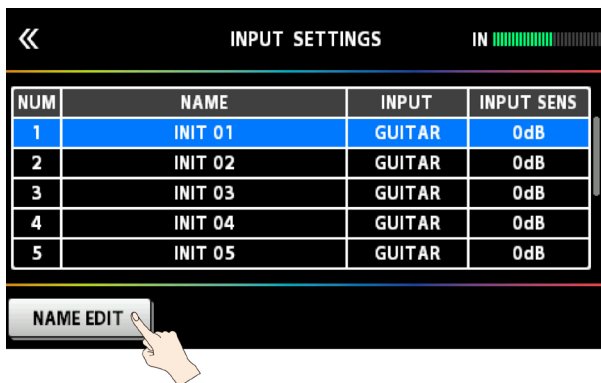 INPUT SETTINGS IN
NUM NAME INPUT INPUT SENS
1 INIT 01 GUITAR 0dB
2 INIT 02 GUITAR 0dB
3 INIT 03 GUITAR 0dB
4 INIT 04 GUITAR 0dB
5 INIT 05 GUITAR 0dB
NAME EDIT